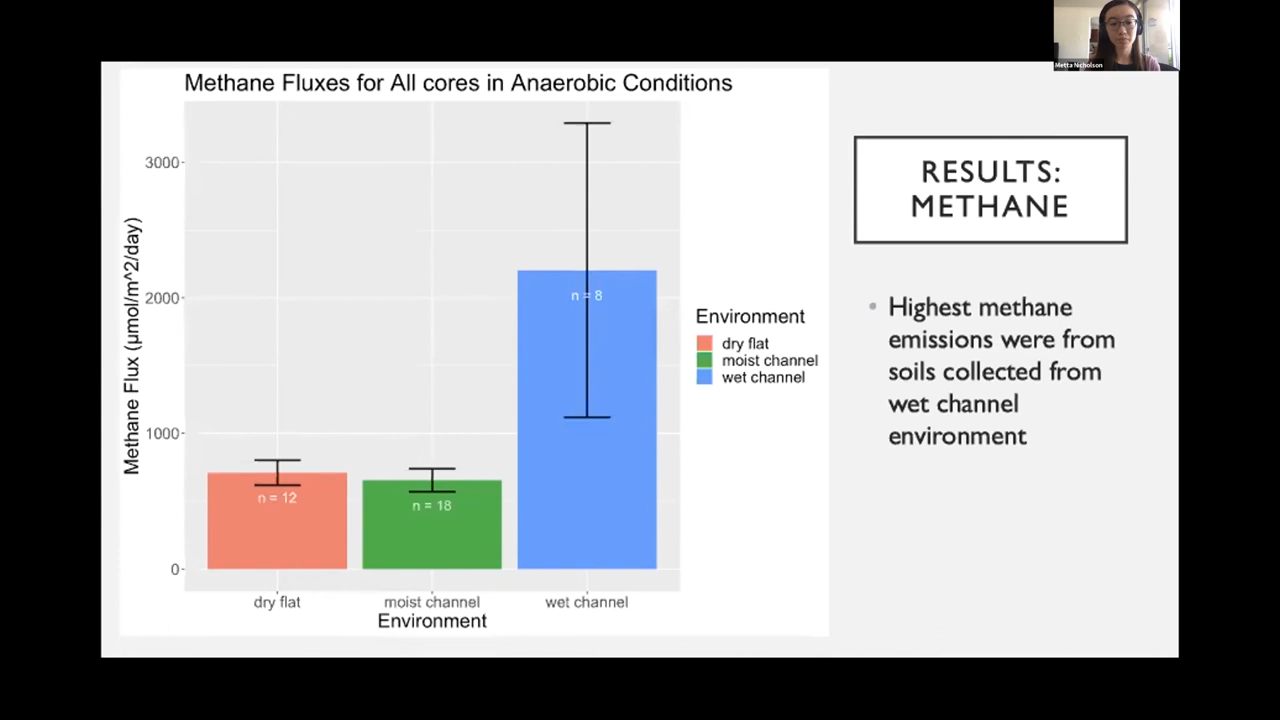 Metta Nicholson
Methane Fluxes for All cores in Anaerobic Conditions
Methane Flux (μmol/m^2/day)
3000
2000
1000
0
n = 12
n = 18
n = 8
dry flat
moist channel
wet channel
Environment
Environment
dry flat
moist channel
wet channel
RESULTS:
METHANE
• Highest methane
emissions were from
soils collected from
wet channel
environment